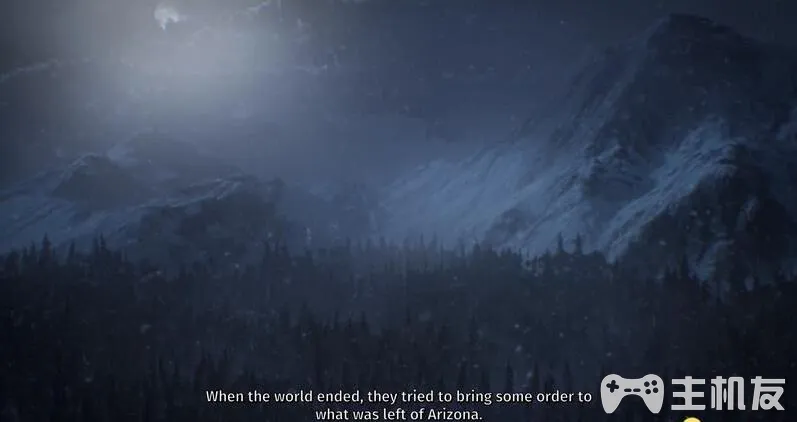 When the world ended, they tried to bring some order to
what was left of Arizona.
主机友